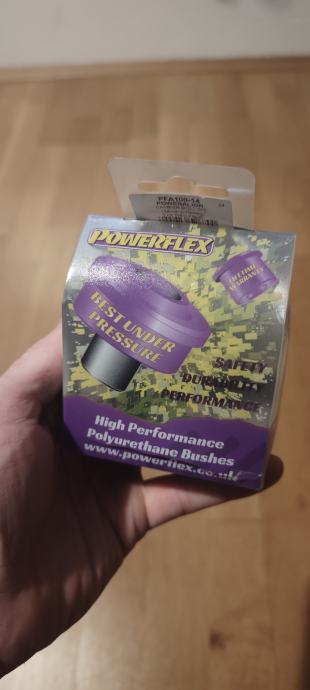 PFA100-14
POWERALIGN
POWERFLEX
LIFETIME
WARRANTY
BEST UNDER
PRESSURE
SAFETY
DURABILITY
PERFORMANCE
High Performance
Polyurethane Bushes
www.powerflex.co.uk